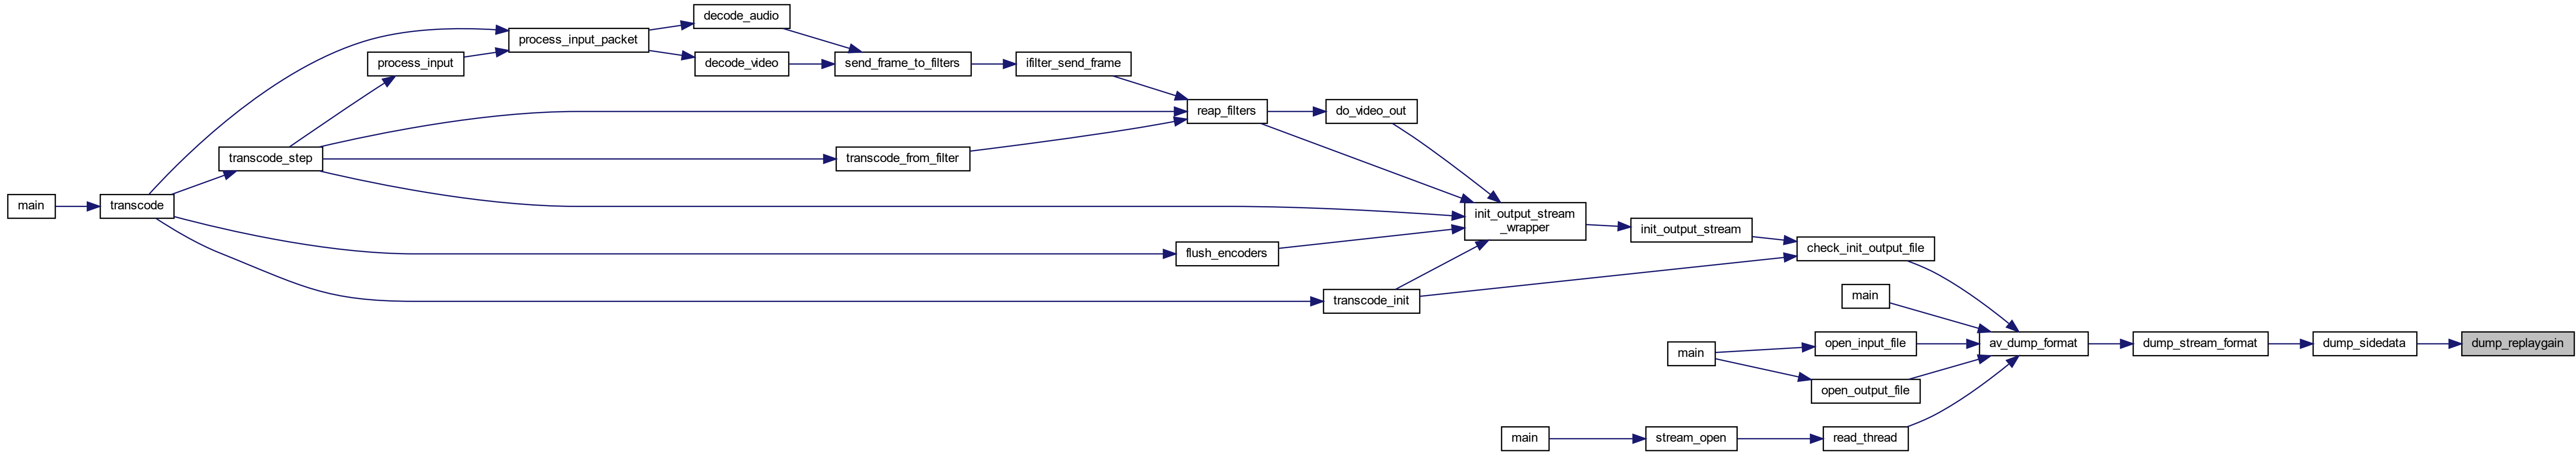 decode_audio
process_input_packet
process_input
decode_video
send_frame_to_filters
ifilter_send_frame
reap_filters
do_video_out
transcode_step
transcode_from_filter
main
transcode
init_output_stream
_wrapper
init_output_stream
flush_encoders
check_init_output_file
transcode_init
main
open_input_file
av_dump_format
dump_stream_format
dump_sidedata
dump_replaygain
main
open_output_file
main
stream_open
read_thread